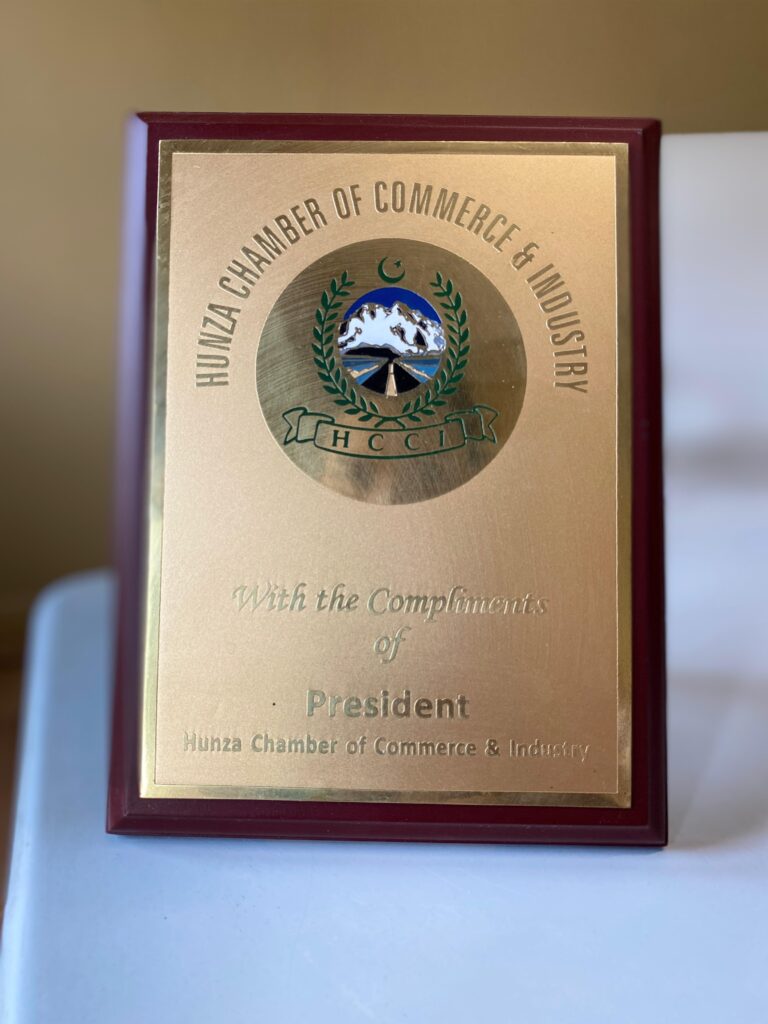 HUNZA CHAMBER OF COMMERCE & INDUSTRY
HCCI
With the Compliments
of
President
Hunza Chamber of Commerce & Industry